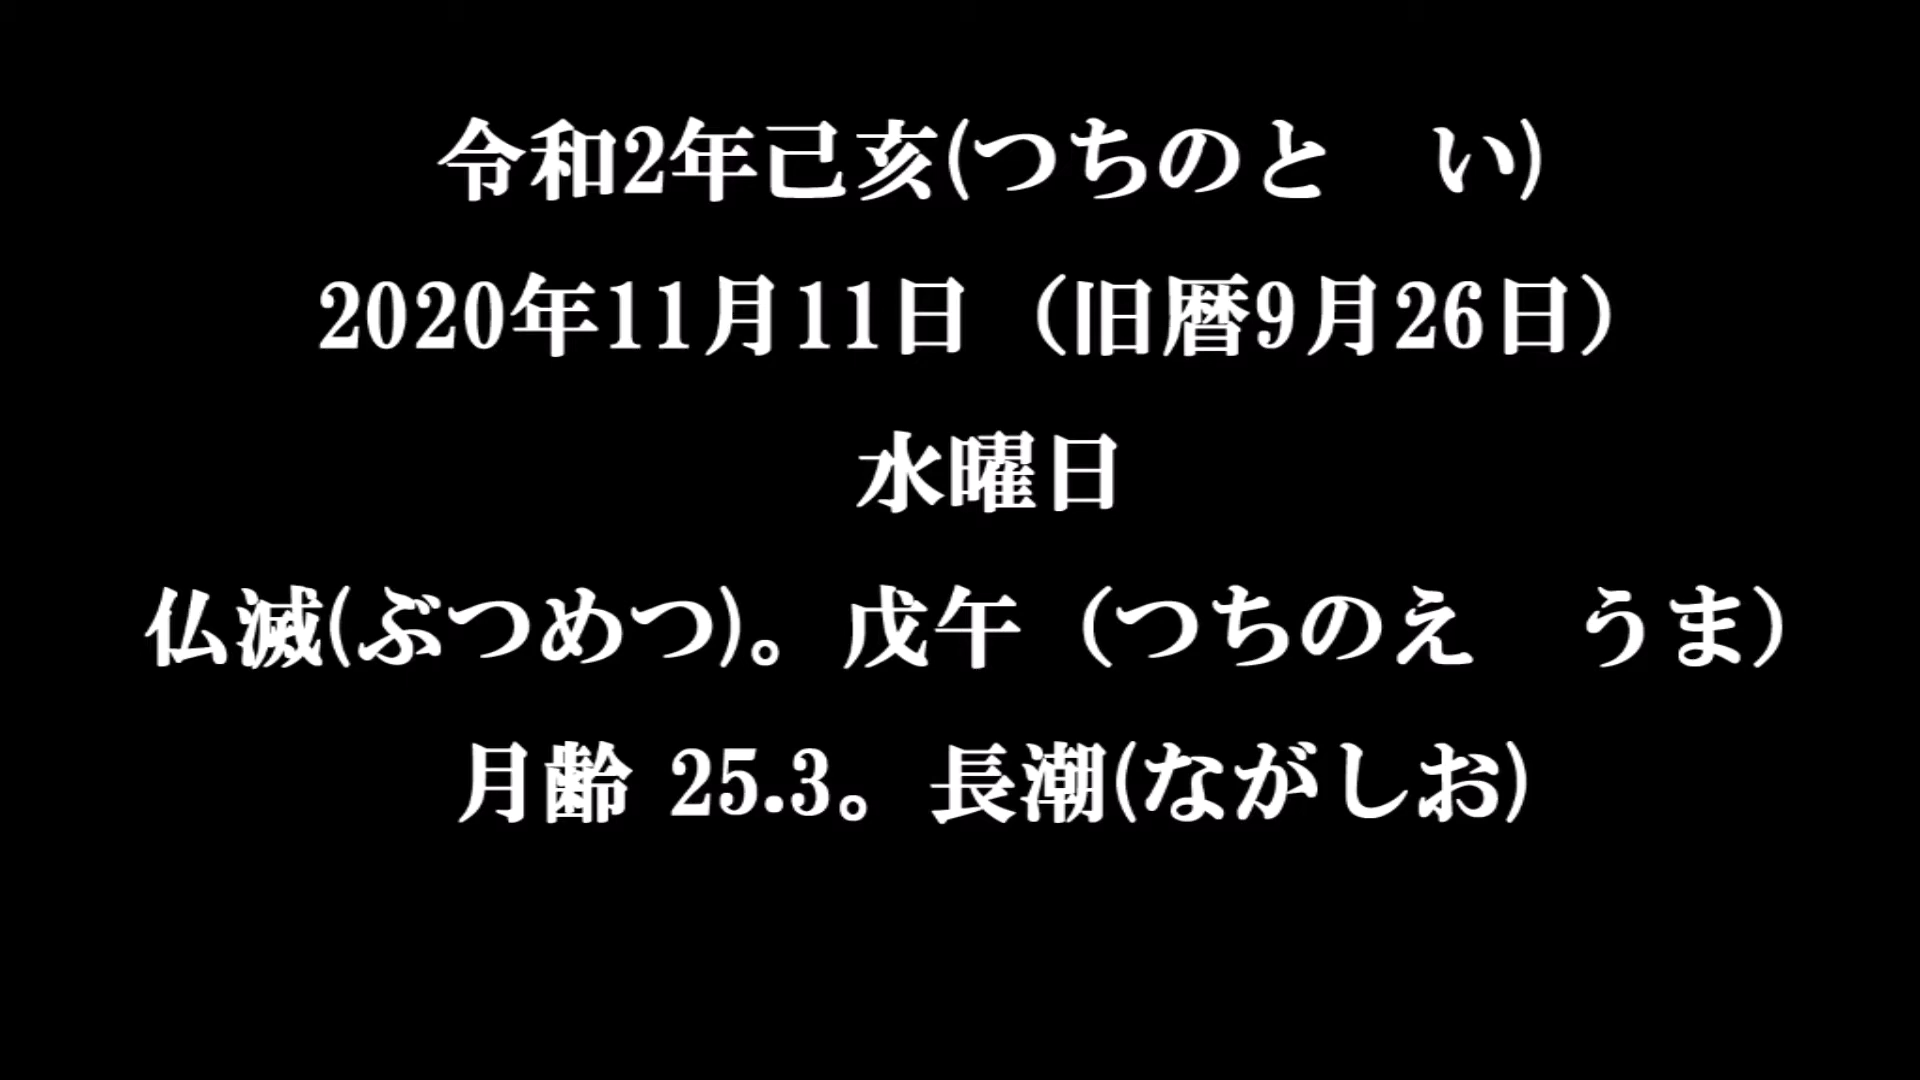 令和2年己亥(つちのと　い)
2020年11月11日（旧暦9月26日）
水曜日
仏滅(ぶつめつ)。戊午（つちのえ　うま）
月齢 25.3。長潮(ながしお)